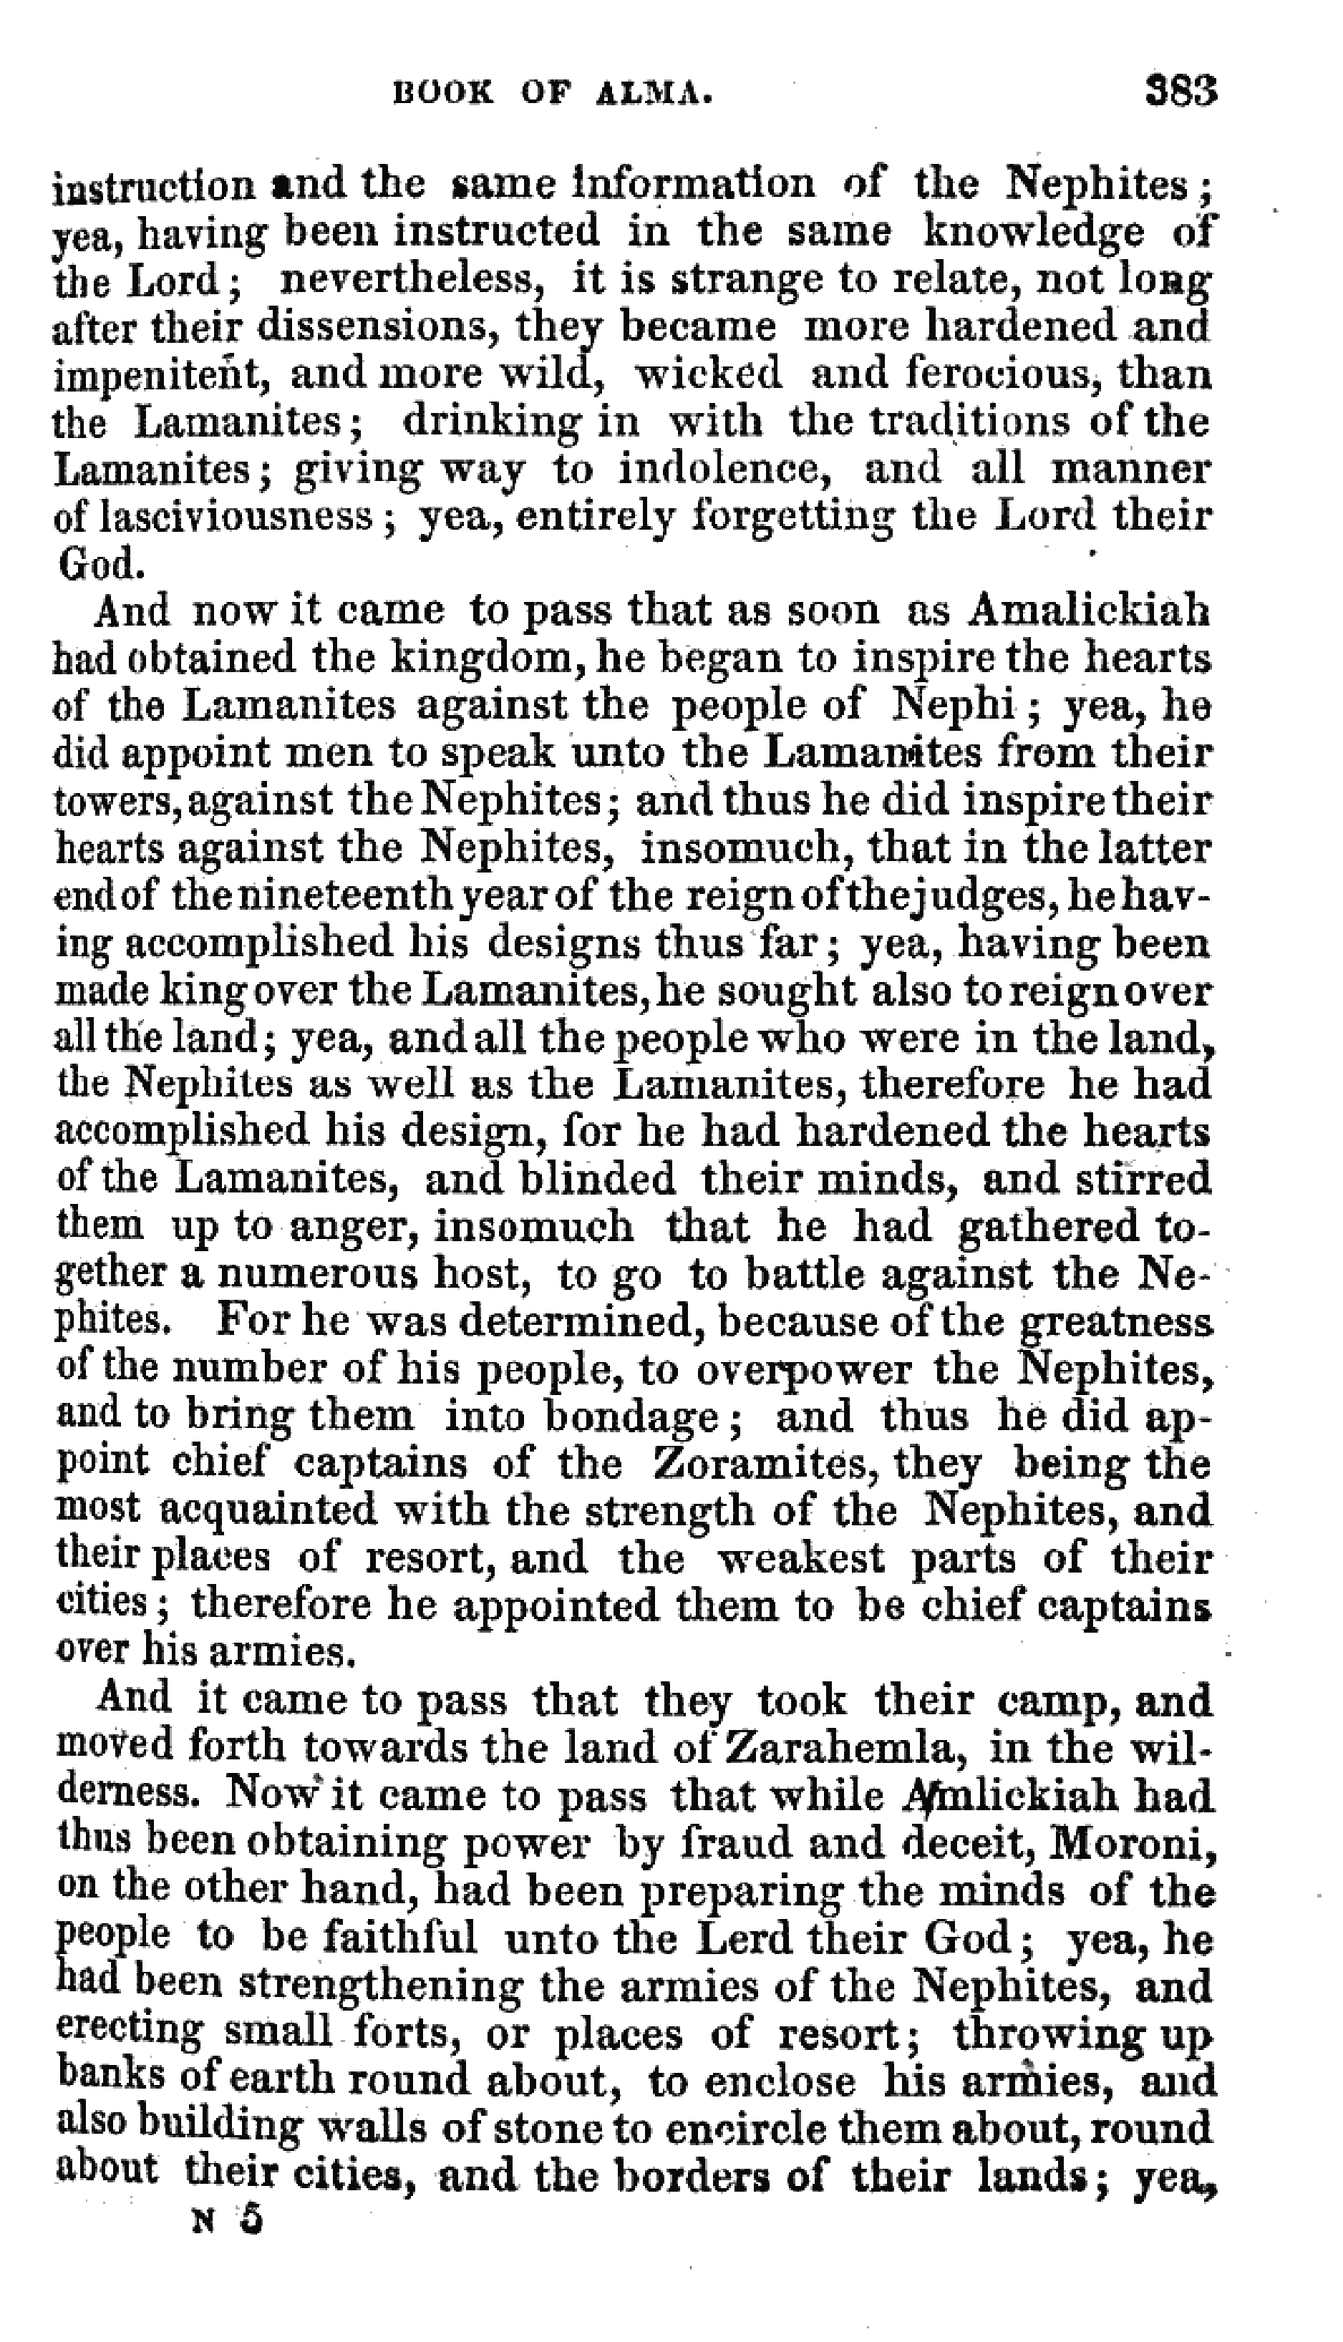 BOOK OF ALMA. 383
instruction and the same information of the Nephites;
yea, having been instructed in the same knowledge of
the Lord; nevertheless, it is strange to relate, not long
after their dissensions, they became more hardened and
impenitent, and more wild, wicked and ferocious, than
the Lamanites; drinking in with the traditions of the
Lamanites; giving way to indolence, and all manner
of lasciviousness; yea, entirely forgetting the Lord their
God.
And now it came to pass that as soon as Amalickiah
had obtained the kingdom, he began to inspire the hearts
of the Lamanites against the people of Nephi; yea, he
did appoint men to speak unto the Lamanites from their
towers, against the Nephites; and thus he did inspire their
hearts against the Nephites, insomuch, that in the latter
end of the nineteenth year of the reign of the judges, he hav-
ing accomplished his designs thus far; yea, having been
made king over the Lamanites, he sought also to reign over
all the land; yea, and all the people who were in the land,
the Nephites as well as the Lamanites, therefore he had
accomplished his design, for he had hardened the hearts
of the Lamanites, and blinded their minds, and stirred
them up to anger, insomuch that he had gathered to-
gether a numerous host, to go to battle against the Ne-
phites. For he was determined, because of the greatness
of the number of his people, to overpower the Nephites,
and to bring them into bondage; and thus he did ap-
point chief captains of the Zoramites, they being the
most acquainted with the strength of the Nephites, and
their places of resort, and the weakest parts of their
cities; therefore he appointed them to be chief captains
over his armies.
And it came to pass that they took their camp, and
moved forth towards the land of Zarahemla, in the wil-
derness. Now it came to pass that while Amlickiah had
thus been obtaining power by fraud and deceit, Moroni,
on the other hand, had been preparing the minds of the
people to be faithful unto the Lerd their God; yea, he
had been strengthening the armies of the Nephites, and
erecting small forts, or places of resort; throwing up
banks of earth round about, to enclose his armies, and
also building walls of stone to encircle them about, round
about their cities, and the borders of their lands; yea,
N 5